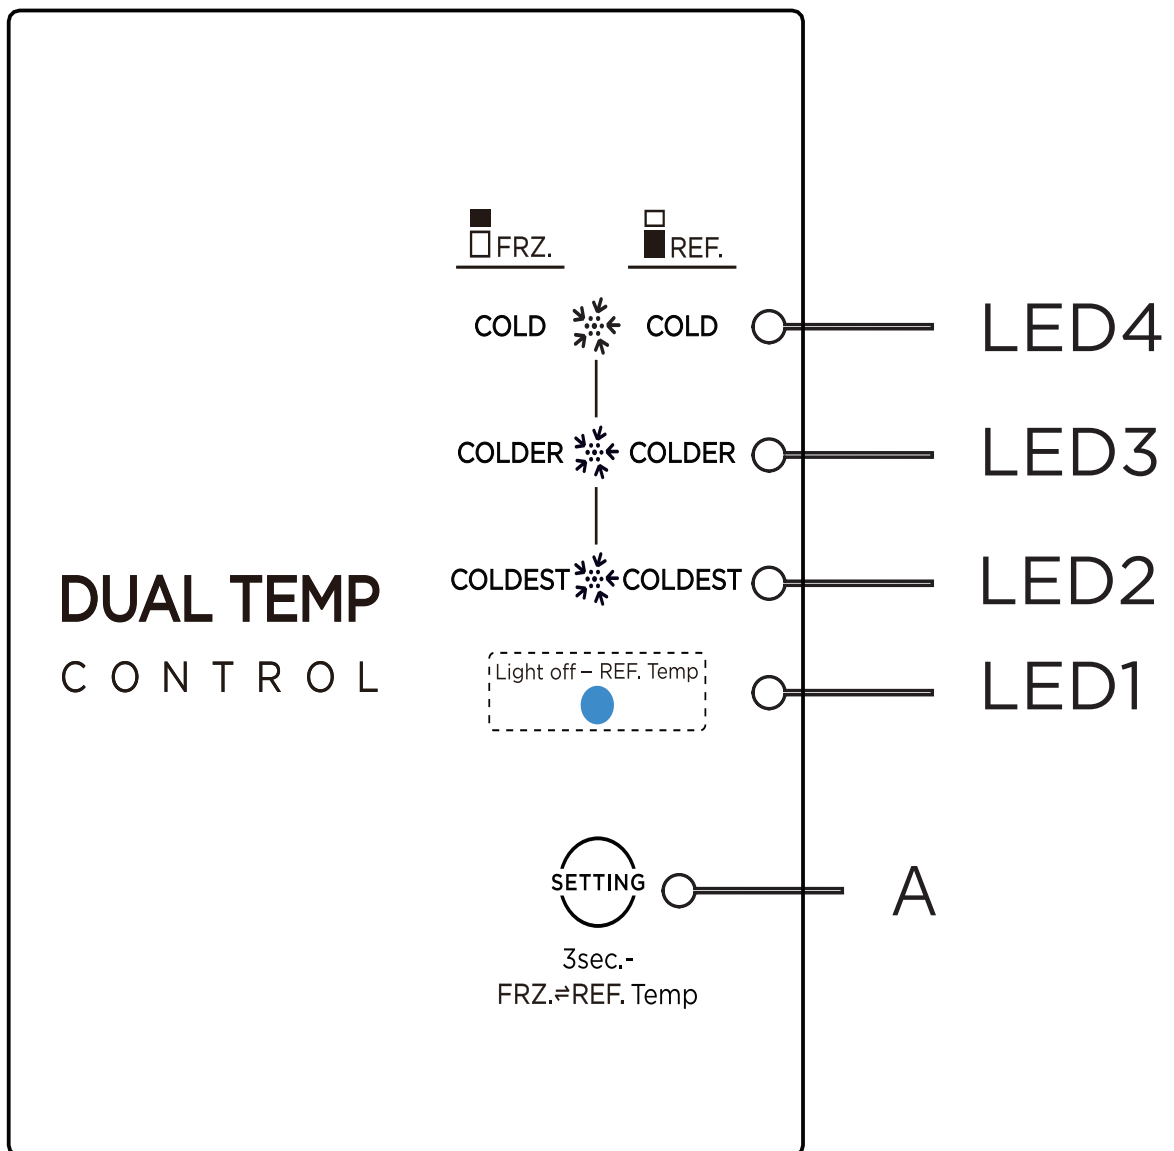 FRZ. REF.
COLD COLD LED4
COLDER COLDER LED3
COLDEST COLDEST LED2
DUAL TEMP
CONTROL
Light off – REF. Temp
LED1
SETTING A
3sec.-
FRZ.⇌REF. Temp